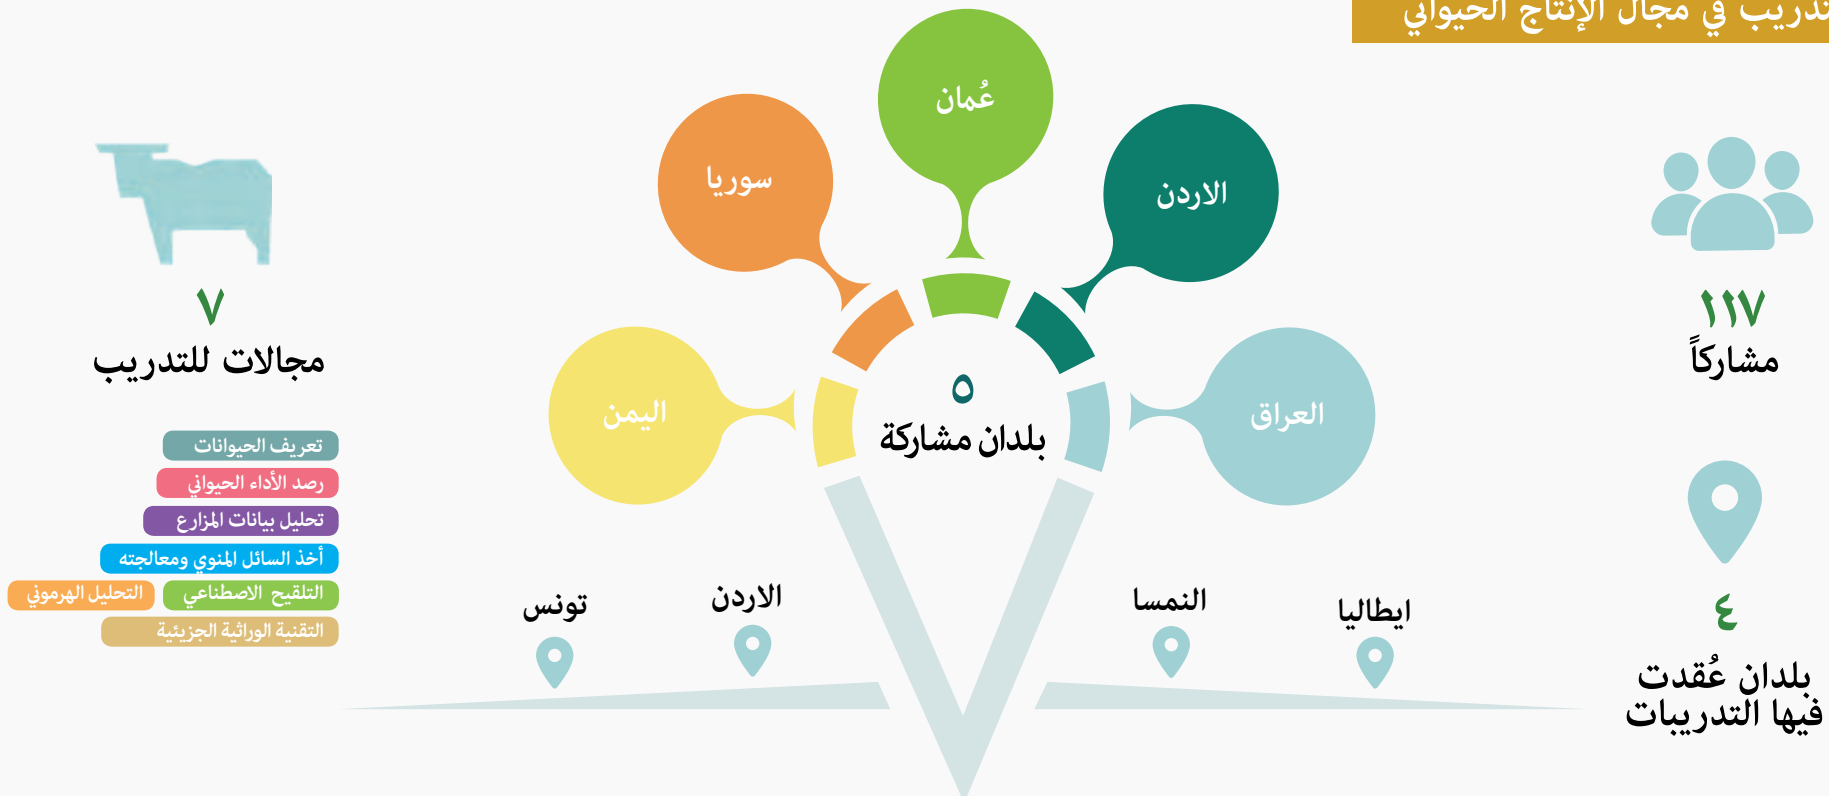 تدريب في مجال الإنتاج الحيواني
١١٧
مشاركاً
٤
بلدان عُقدت
فيها التدريبات
عُمان
الاردن
سوريا
العراق
اليمن
٥
بلدان مشاركة
ايطاليا
النمسا
الاردن
تونس
٧
مجالات للتدريب
تعريف الحيوانات
رصد الأداء الحيواني
تحليل بيانات المزارع
أخذ السائل المنوي ومعالجته
التلقيح الاصطناعي التحليل الهرموني
التقنية الوراثية الجزيئية